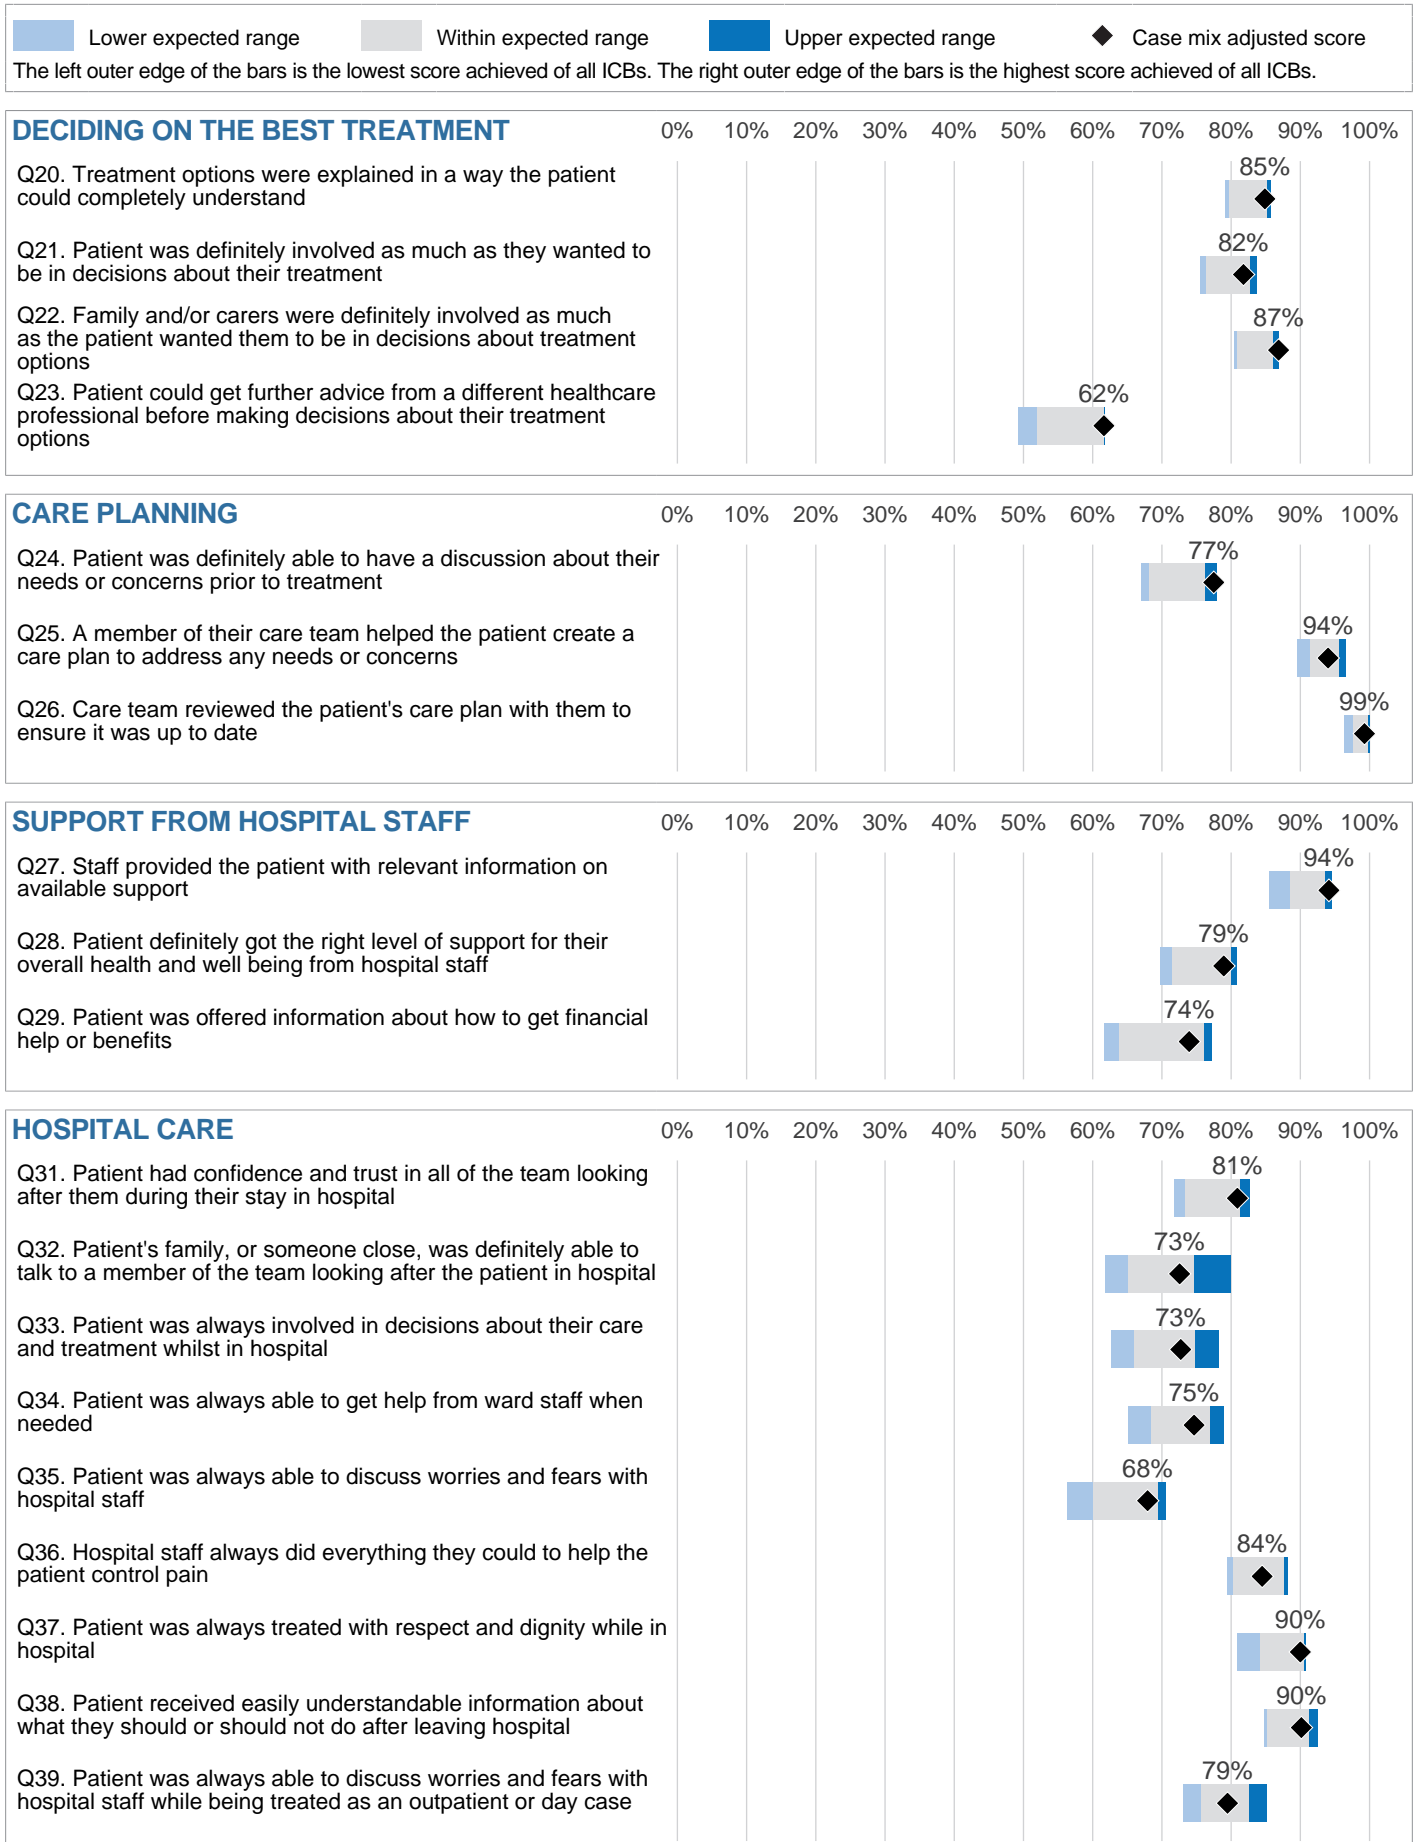 Lower expected range Within expected range Upper expected range Case mix adjusted score
The left outer edge of the bars is the lowest score achieved of all ICBs. The right outer edge of the bars is the highest score achieved of all ICBs.
DECIDING ON THE BEST TREATMENT 0% 10% 20% 30% 40% 50% 60% 70% 80% 90% 100%
Q20. Treatment options were explained in a way the patient
could completely understand
85%
Q21. Patient was definitely involved as much as they wanted to
be in decisions about their treatment
82%
Q22. Family and/or carers were definitely involved as much
as the patient wanted them to be in decisions about treatment
options
87%
Q23. Patient could get further advice from a different healthcare
professional before making decisions about their treatment
options
62%
CARE PLANNING 0% 10% 20% 30% 40% 50% 60% 70% 80% 90% 100%
Q24. Patient was definitely able to have a discussion about their
needs or concerns prior to treatment
77%
Q25. A member of their care team helped the patient create a
care plan to address any needs or concerns
94%
Q26. Care team reviewed the patient's care plan with them to
ensure it was up to date
99%
SUPPORT FROM HOSPITAL STAFF 0% 10% 20% 30% 40% 50% 60% 70% 80% 90% 100%
Q27. Staff provided the patient with relevant information on
available support
94%
Q28. Patient definitely got the right level of support for their
overall health and well being from hospital staff
79%
Q29. Patient was offered information about how to get financial
help or benefits
74%
HOSPITAL CARE 0% 10% 20% 30% 40% 50% 60% 70% 80% 90% 100%
Q31. Patient had confidence and trust in all of the team looking
after them during their stay in hospital
81%
Q32. Patient's family, or someone close, was definitely able to
talk to a member of the team looking after the patient in hospital
73%
Q33. Patient was always involved in decisions about their care
and treatment whilst in hospital
73%
Q34. Patient was always able to get help from ward staff when
needed
75%
Q35. Patient was always able to discuss worries and fears with
hospital staff
68%
Q36. Hospital staff always did everything they could to help the
patient control pain
84%
Q37. Patient was always treated with respect and dignity while in
hospital
90%
Q38. Patient received easily understandable information about
what they should or should not do after leaving hospital
90%
Q39. Patient was always able to discuss worries and fears with
hospital staff while being treated as an outpatient or day case
79%